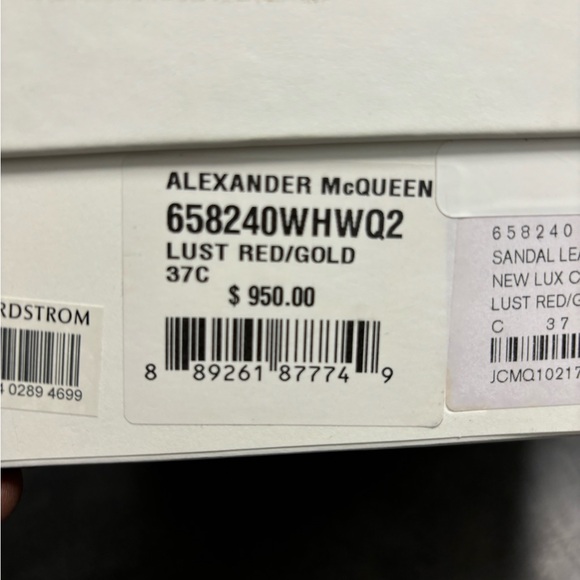 ALEXANDER McQUEEN
658240WHWQ2
LUST RED/GOLD
37C
$ 950.00
8 89261 87774 9
RDSTROM
0289 4699
658240
SANDAL LEA
NEW LUX C
LUST RED/G
C 37
JCMQ10217